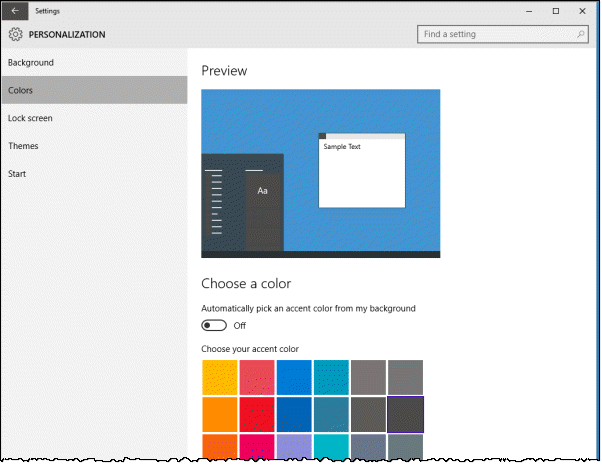 Settings
PERSONALIZATION
Find a setting
Background
Colors
Lock screen
Themes
Start
Preview
Sample Text
Aa
Choose a color
Automatically pick an accent color from my background
Off
Choose your accent color